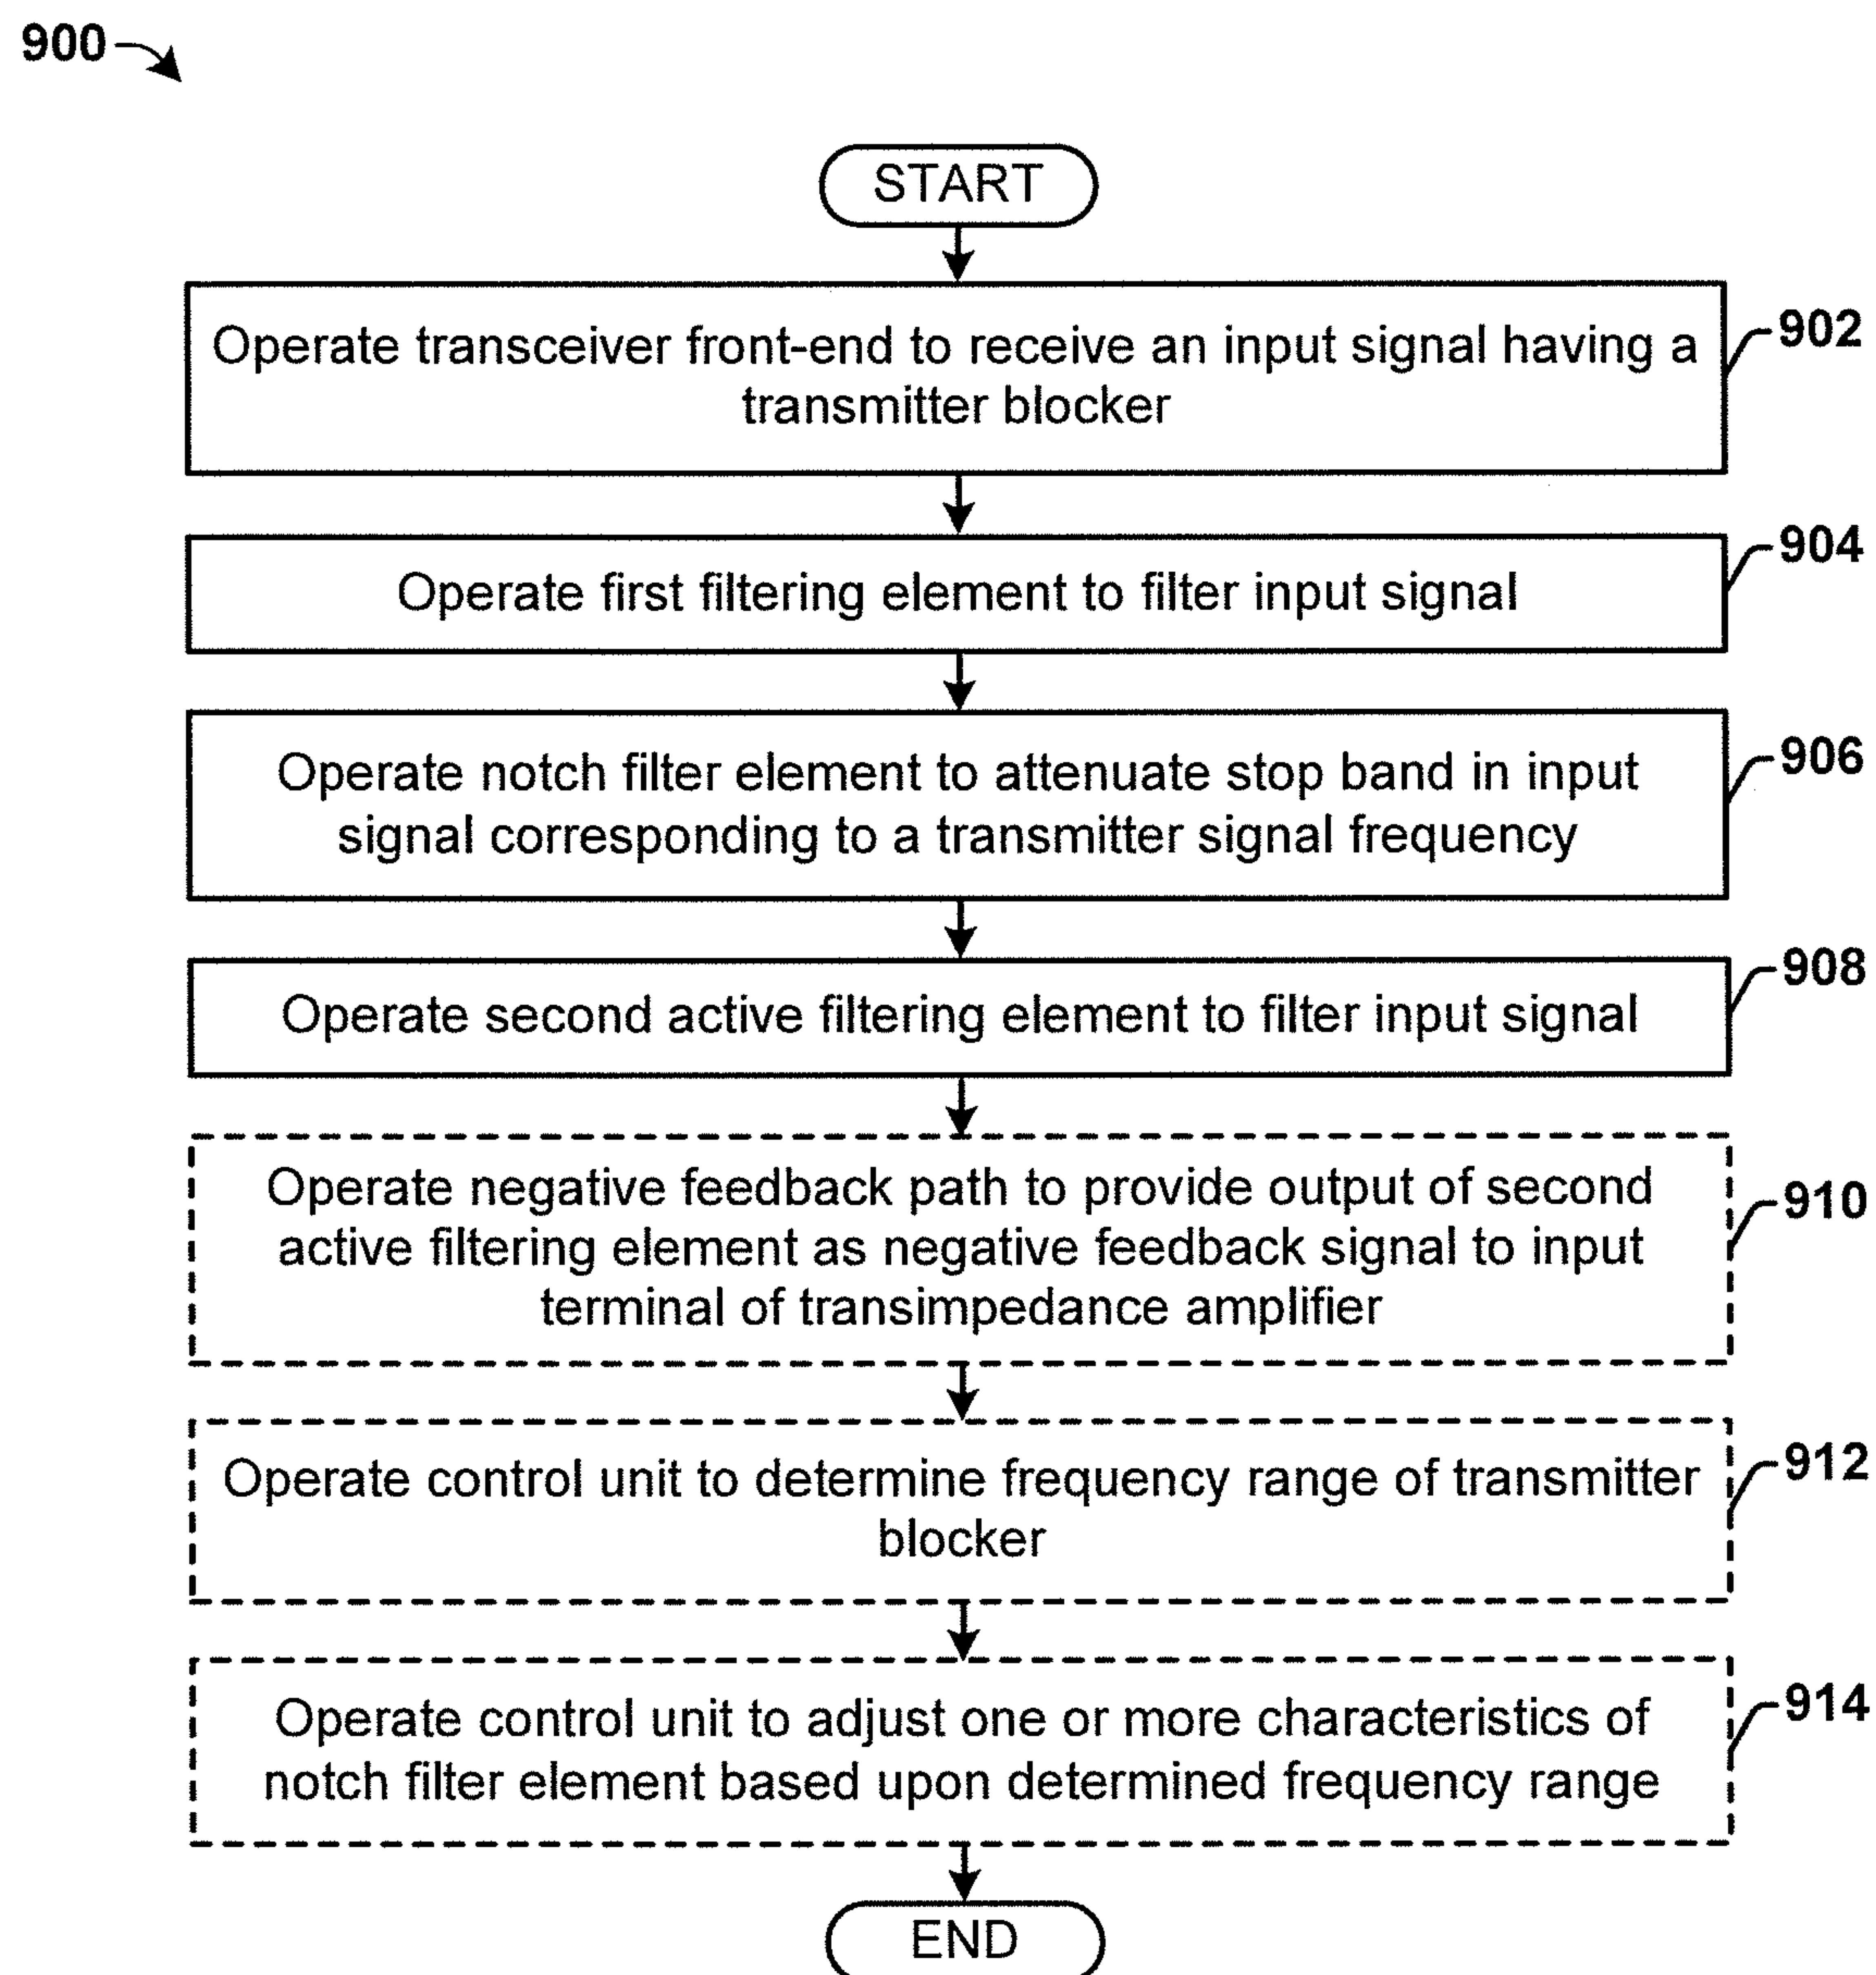 900
START
Operate transceiver front-end to receive an input signal having a
transmitter blocker
902
Operate first filtering element to filter input signal
904
Operate notch filter element to attenuate stop band in input
signal corresponding to a transmitter signal frequency
906
Operate second active filtering element to filter input signal
908
Operate negative feedback path to provide output of second
active filtering element as negative feedback signal to input
terminal of transimpedance amplifier
910
Operate control unit to determine frequency range of transmitter
blocker
912
Operate control unit to adjust one or more characteristics of
notch filter element based upon determined frequency range
914
END